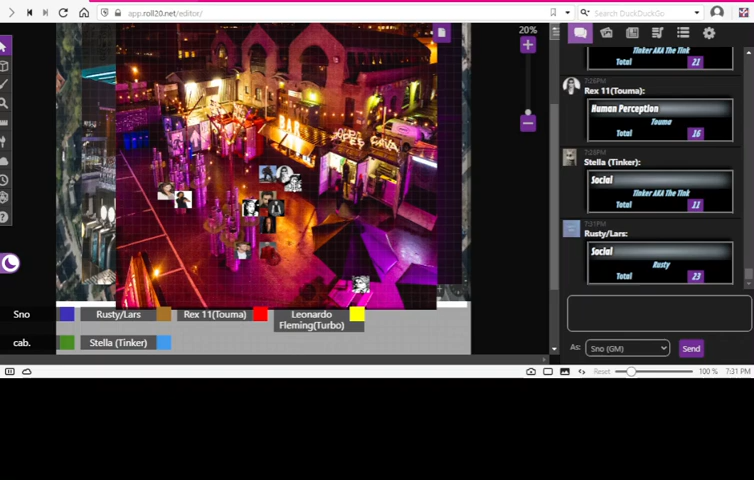 app.roll20.net/editor/
Search DuckDuckGo
20%
BAR
CAVA
Tinker AKA The Tink
Total 21
7:26PM
Rex 11(Touma):
Human Perception
Touma
Total 16
7:28PM
Stella (Tinker):
Social
Tinker AKA The Tink
Total 11
7:31PM
Rusty/Lars:
Social
Rusty
Total 23
Sno
Rusty/Lars
Rex 11(Touma)
Leonardo
Fleming(Turbo)
cab.
Stella (Tinker)
As: Sno (GM) Send
Reset 100 % 7:31 PM